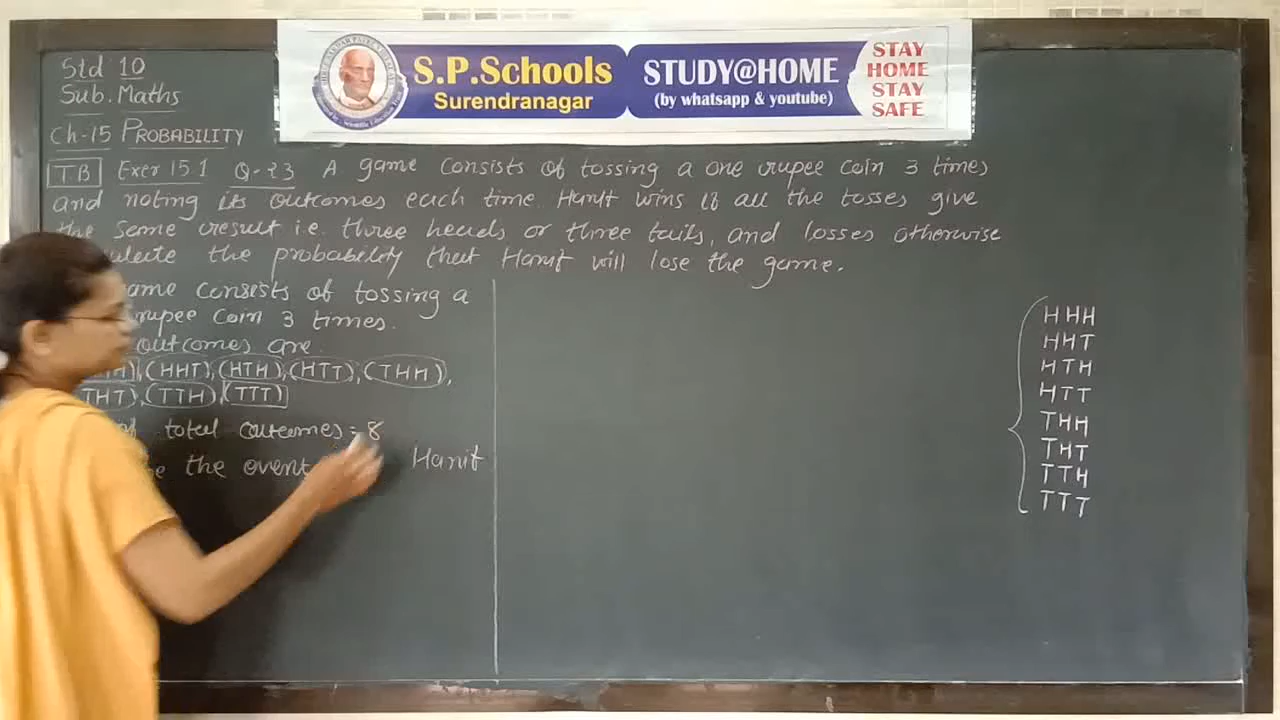 S.P.Schools
Surendranagar
STUDY@HOME
(by whatsapp & youtube)
STAY
HOME
STAY
SAFE
Std 10
Sub. Maths
Ch-15 PROBABILITY
T.B Exer 15.1 Q-23 A game consists of tossing a one rupee coin 3 times
and noting its outcomes each time. Hanif wins if all the tosses give
the same result i.e. three heads or three tails, and losses otherwise
the probability that Hanif will lose the game.
ame consists of tossing a
rupee coin 3 times.
outcomes are.
(HHT), (HTH), (HTT), (THH),
THT), (TTH), (TTT)
of total outcomes = 8
the event Hanif
HHH
HHT
HTH
HTT
THH
THT
TTH
TTT